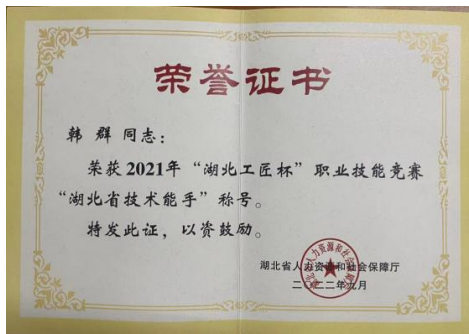 荣誉证书
韩 群 同志：
荣获2021年“湖北工匠杯”职业技能竞赛
“湖北省技术能手”称号。
特发此证，以资鼓励。
湖北省人力资源和社会保障厅
二〇二二年九月